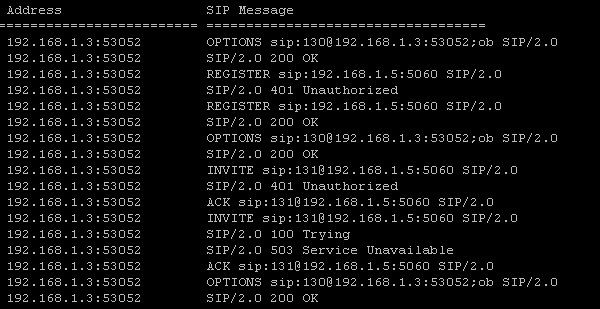 Address SIP Message
========================= ===================================
192.168.1.3:53052 OPTIONS sip:130@192.168.1.3:53052;ob SIP/2.0
192.168.1.3:53052 SIP/2.0 200 OK
192.168.1.3:53052 REGISTER sip:192.168.1.5:5060 SIP/2.0
192.168.1.3:53052 SIP/2.0 401 Unauthorized
192.168.1.3:53052 REGISTER sip:192.168.1.5:5060 SIP/2.0
192.168.1.3:53052 SIP/2.0 200 OK
192.168.1.3:53052 OPTIONS sip:130@192.168.1.3:53052;ob SIP/2.0
192.168.1.3:53052 SIP/2.0 200 OK
192.168.1.3:53052 INVITE sip:131@192.168.1.5:5060 SIP/2.0
192.168.1.3:53052 SIP/2.0 401 Unauthorized
192.168.1.3:53052 ACK sip:131@192.168.1.5:5060 SIP/2.0
192.168.1.3:53052 INVITE sip:131@192.168.1.5:5060 SIP/2.0
192.168.1.3:53052 SIP/2.0 100 Trying
192.168.1.3:53052 SIP/2.0 503 Service Unavailable
192.168.1.3:53052 ACK sip:131@192.168.1.5:5060 SIP/2.0
192.168.1.3:53052 OPTIONS sip:130@192.168.1.3:53052;ob SIP/2.0
192.168.1.3:53052 SIP/2.0 200 OK